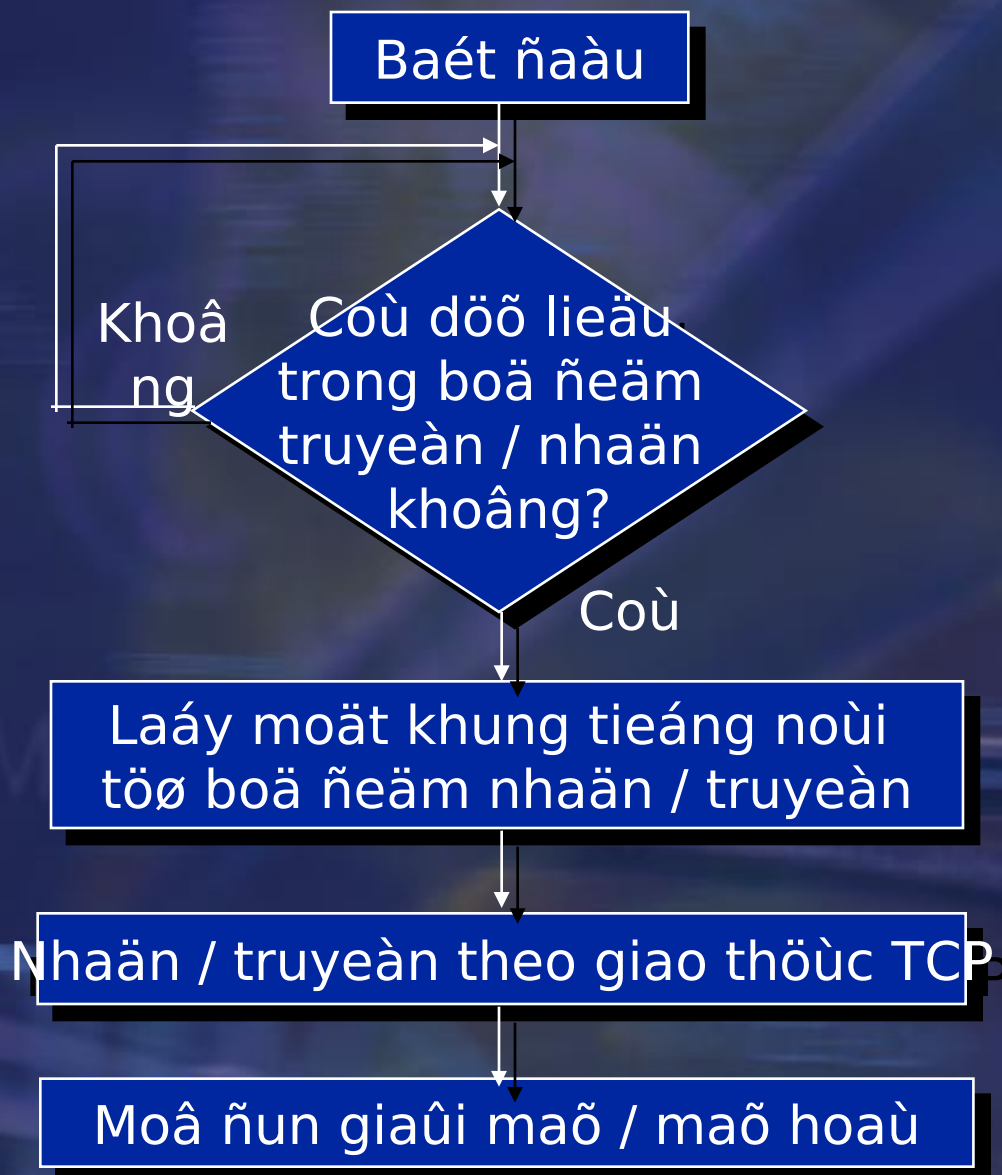 Baét ñaàu
Khoâ
ng
Coù döõ lieäu
trong boä ñeäm
truyeàn / nhaän
khoâng?
Coù
Laáy moät khung tieáng noùi
töø boä ñeäm nhaän / truyeàn
Nhaän / truyeàn theo giao thöùc TCP
Moâ ñun giaûi maõ / maõ hoaù